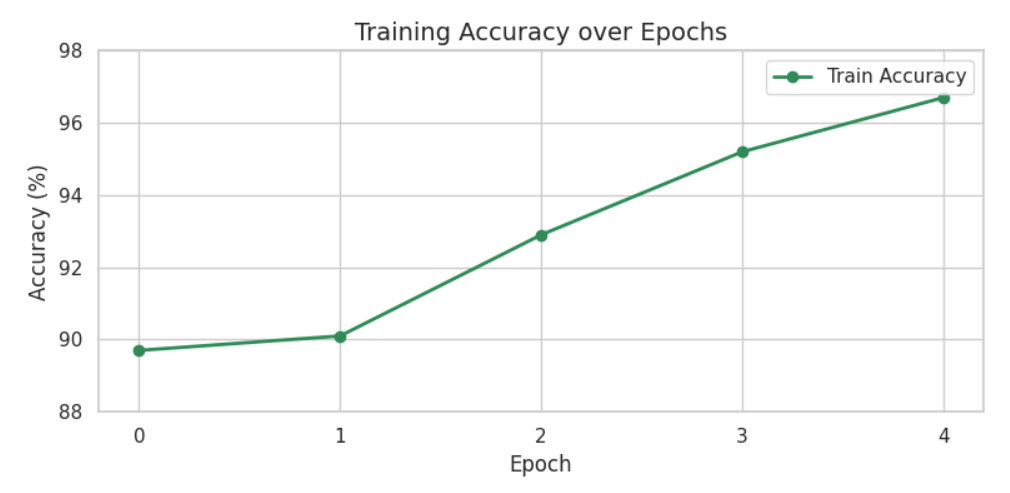 Training Accuracy over Epochs
Train Accuracy
Accuracy (%)
98
96
94
92
90
88
0 1 2 3 4
Epoch